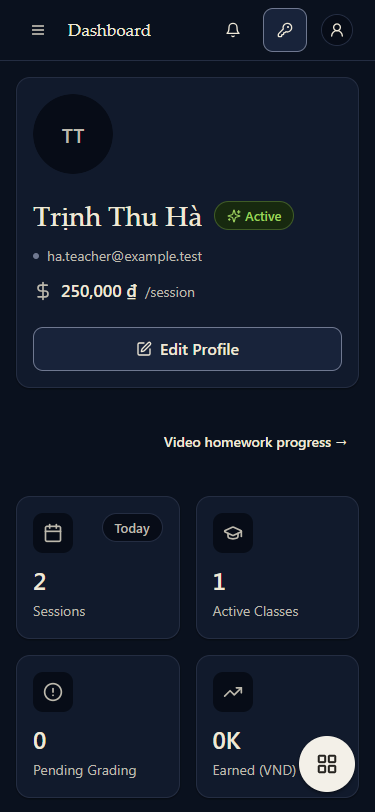 Dashboard
TT
Trịnh Thu Hà
Active
ha.teacher@example.test
250,000 ₫ /session
Edit Profile
Video homework progress →
Today
2
Sessions
1
Active Classes
0
Pending Grading
0K
Earned (VND)